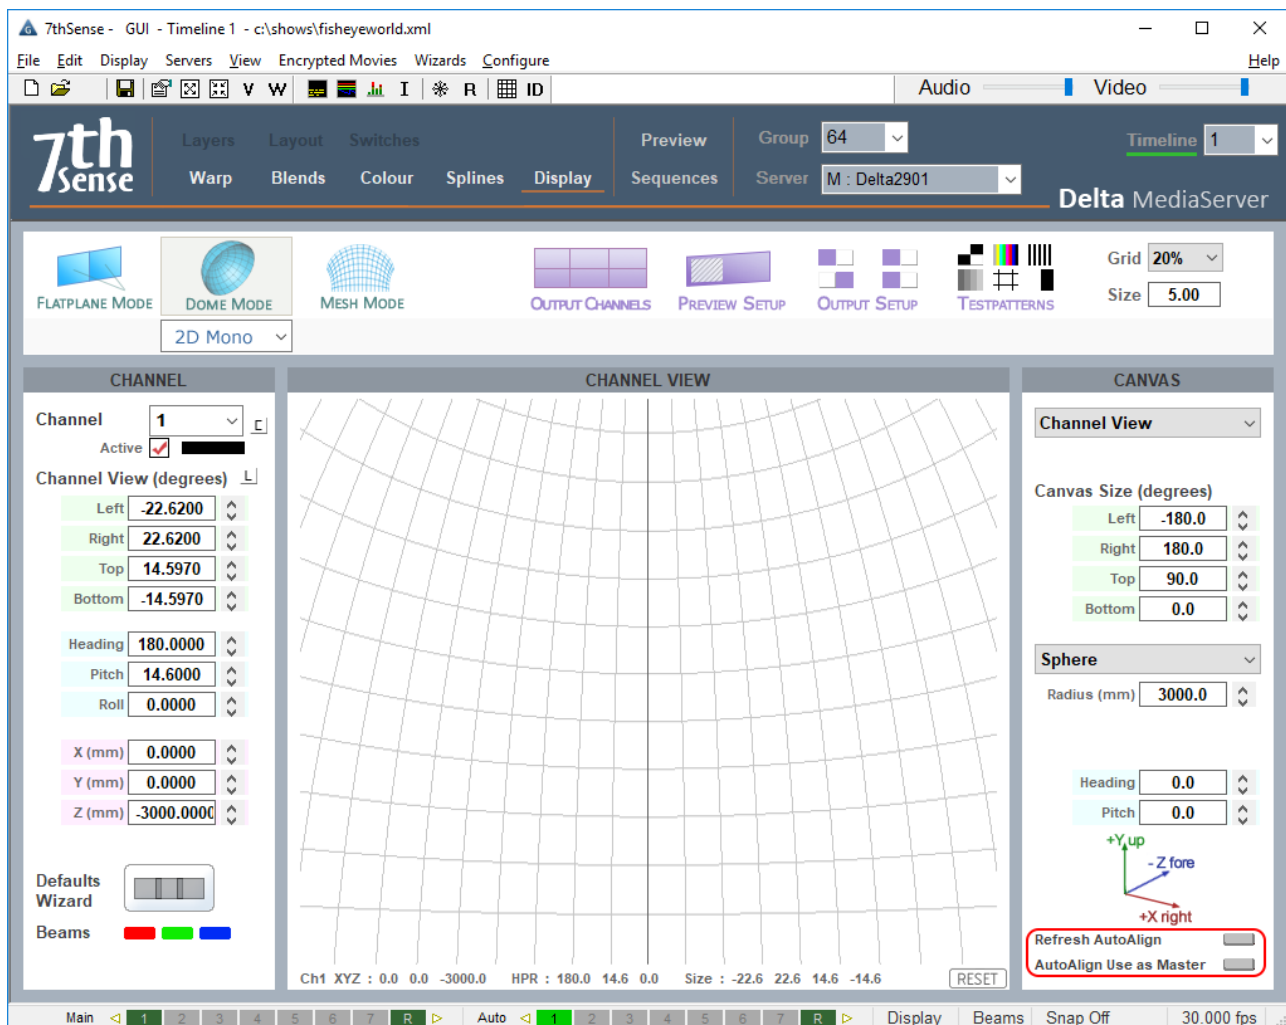 7thSense - GUI - Timeline 1 - c:\shows\fisheyeworld.xml
File Edit Display Servers View Encrypted Movies Wizards Configure Help
V W I R ID Audio Video
7th Sense
Layers Layout Switches Preview Group 64 Timeline 1
Warp Blends Colour Splines Display Sequences Server M : Delta2901
Delta MediaServer
FLATPLANE MODE DOME MODE MESH MODE OUTPUT CHANNELS PREVIEW SETUP OUTPUT SETUP TESTPATTERNS
Grid 20%
Size 5.00
2D Mono
CHANNEL
Channel 1
Active
Channel View (degrees) L
Left -22.6200
Right 22.6200
Top 14.5970
Bottom -14.5970
Heading 180.0000
Pitch 14.6000
Roll 0.0000
X (mm) 0.0000
Y (mm) 0.0000
Z (mm) -3000.0000
Defaults
Wizard
Beams
CHANNEL VIEW
Ch1 XYZ : 0.0 0.0 -3000.0 HPR : 180.0 14.6 0.0 Size : -22.6 22.6 14.6 -14.6 RESET
CANVAS
Channel View
Canvas Size (degrees)
Left -180.0
Right 180.0
Top 90.0
Bottom 0.0
Sphere
Radius (mm) 3000.0
Heading 0.0
Pitch 0.0
+Y up
- Z fore
+X right
Refresh AutoAlign
AutoAlign Use as Master
Main 1 2 3 4 5 6 7 R Auto 1 2 3 4 5 6 7 R Display Beams Snap Off 30.000 fps